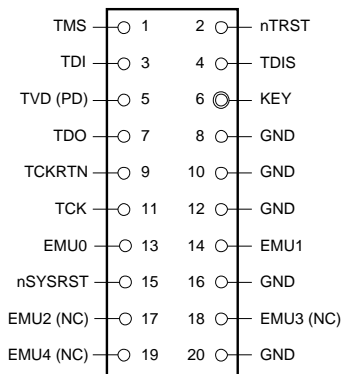 TMS 1 2 nTRST
TDI 3 4 TDIS
TVD (PD) 5 6 KEY
TDO 7 8 GND
TCKRTN 9 10 GND
TCK 11 12 GND
EMU0 13 14 EMU1
nSYSRST 15 16 GND
EMU2 (NC) 17 18 EMU3 (NC)
EMU4 (NC) 19 20 GND